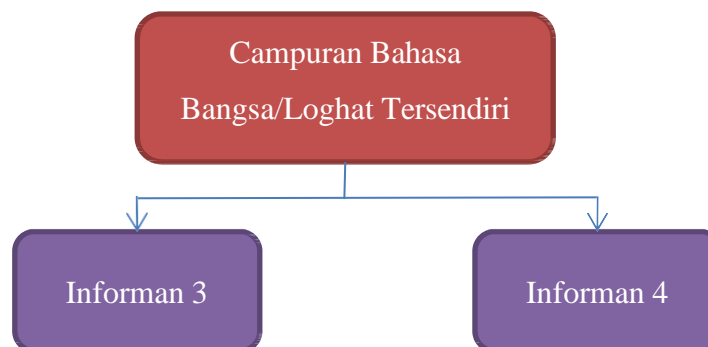 Campuran Bahasa
Bangsa/Loghat Tersendiri
Informan 3
Informan 4